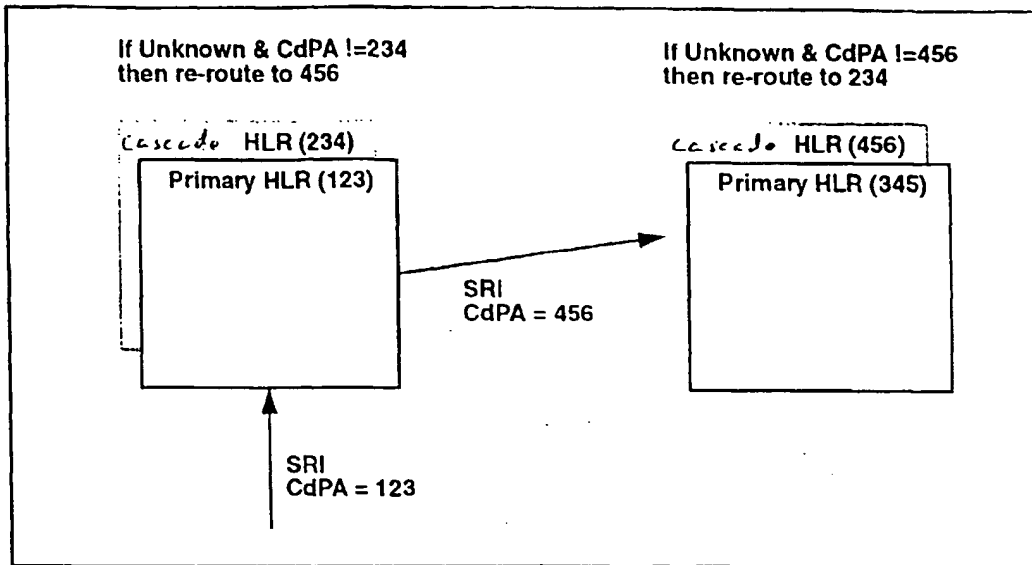 If Unknown & CdPA !=234
then re-route to 456
If Unknown & CdPA !=456
then re-route to 234
cascade HLR (234)
Primary HLR (123)
cascade HLR (456)
Primary HLR (345)
SRI
CdPA = 456
SRI
CdPA = 123